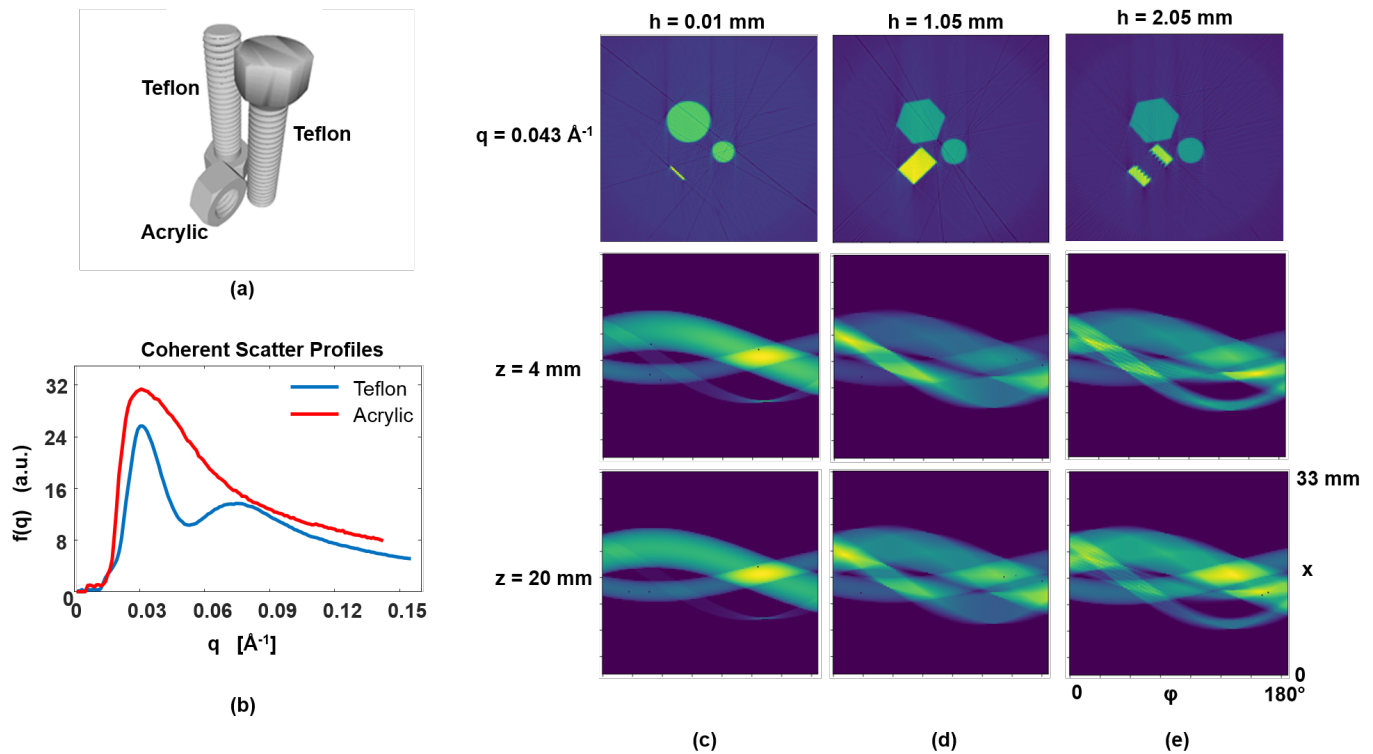 Teflon
Teflon
Acrylic
(a)
Coherent Scatter Profiles
Teflon
Acrylic
32
24
16
8
0
f(q) (a.u.)
0
0.03
0.06
0.09
0.12
0.15
q [Å⁻¹]
(b)
h = 0.01 mm
h = 1.05 mm
h = 2.05 mm
q = 0.043 Å⁻¹
z = 4 mm
z = 20 mm
33 mm
x
0
0
φ
180°
(c)
(d)
(e)